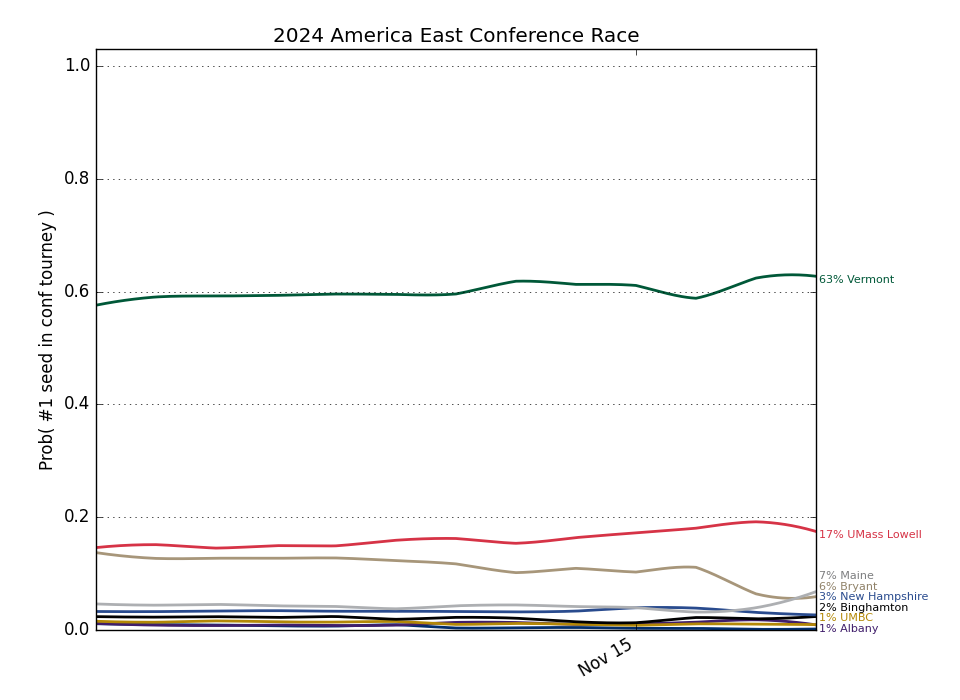 2024 America East Conference Race
Prob( #1 seed in conf tourney )
1.0
0.8
0.6
0.4
0.2
0.0
Nov 15
63% Vermont
17% UMass Lowell
7% Maine
6% Bryant
3% New Hampshire
2% Binghamton
1% UMBC
1% Albany